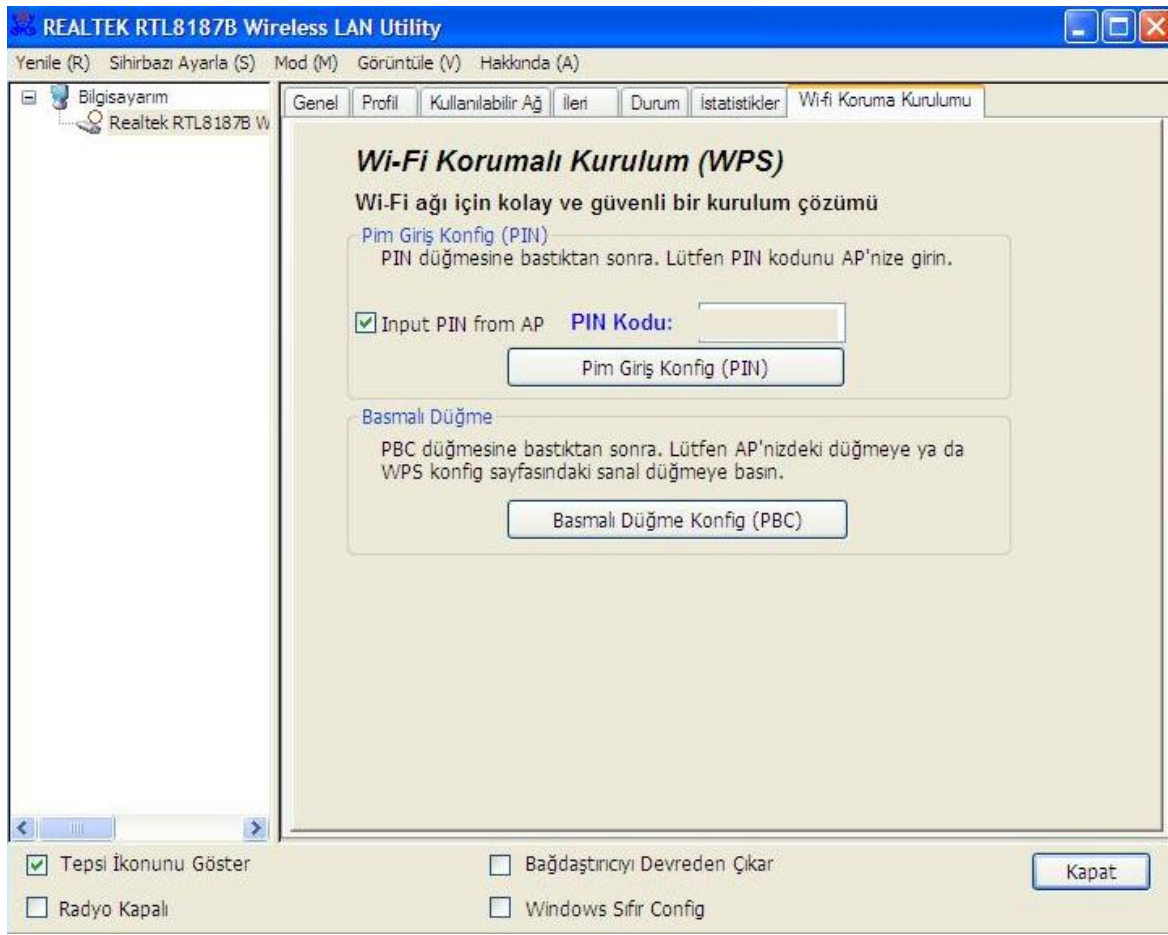 REALTEK RTL8187B Wireless LAN Utility
Yenile (R) Sihirbazı Ayarla (S) Mod (M) Görüntüle (V) Hakkında (A)
Bilgisayarım
Realtek RTL8187B W
Genel Profil Kullanılabilir Ağ İleri Durum İstatistikler Wi-fi Koruma Kurulumu
Wi-Fi Korumalı Kurulum (WPS)
Wi-Fi ağı için kolay ve güvenli bir kurulum çözümü
Pim Giriş Konfig (PIN)
PIN düğmesine bastıktan sonra. Lütfen PIN kodunu AP'nize girin.
Input PIN from AP PIN Kodu:
Pim Giriş Konfig (PIN)
Basmalı Düğme
PBC düğmesine bastıktan sonra. Lütfen AP'nizdeki düğmeye ya da
WPS konfig sayfasındaki sanal düğmeye basın.
Basmalı Düğme Konfig (PBC)
Tepsi İkonunu Göster Bağdaştırıcıyı Devreden Çıkar Kapat
Radyo Kapalı Windows Sıfır Config